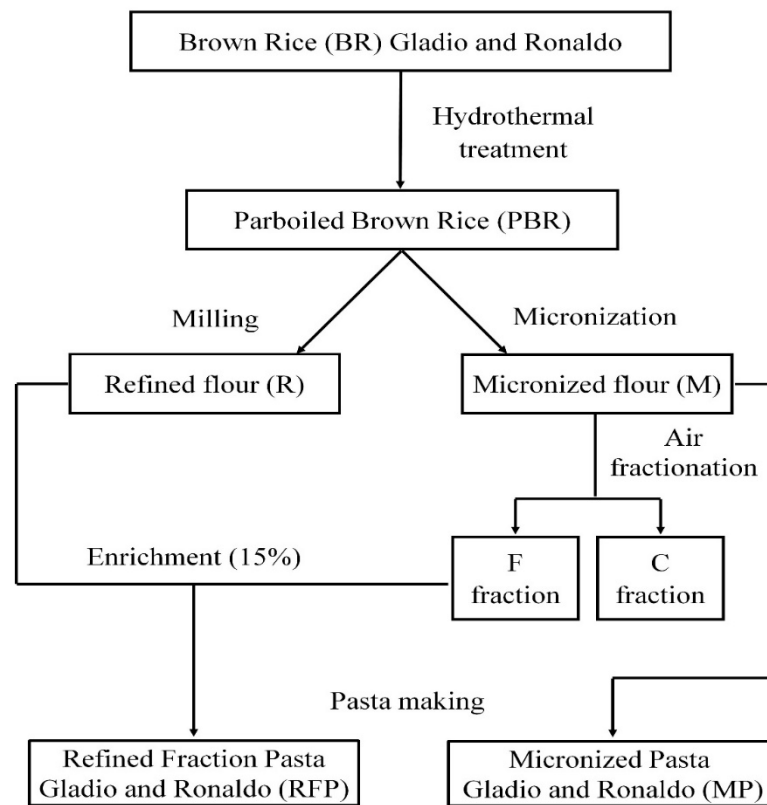 Brown Rice (BR) Gladio and Ronaldo
Hydrothermal
treatment
Parboiled Brown Rice (PBR)
Milling
Micronization
Refined flour (R)
Micronized flour (M)
Air
fractionation
Enrichment (15%)
F
fraction
C
fraction
Pasta making
Refined Fraction Pasta
Gladio and Ronaldo (RFP)
Micronized Pasta
Gladio and Ronaldo (MP)